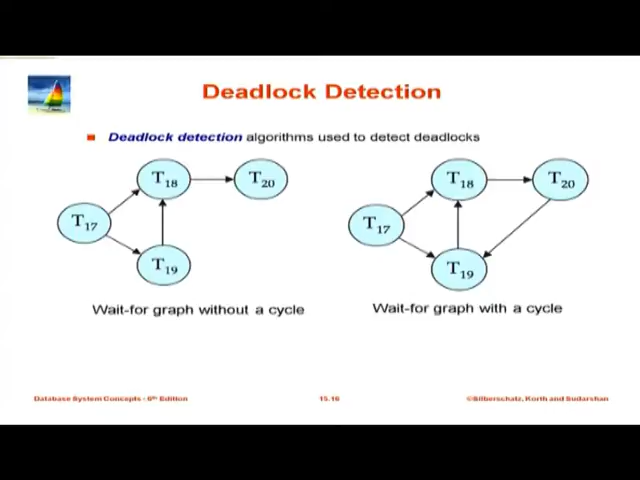 Deadlock Detection
Deadlock detection algorithms used to detect deadlocks
T18
T20
T17
T19
Wait-for graph without a cycle
T18
T20
T17
T19
Wait-for graph with a cycle
Database System Concepts - 6th Edition
15.16
©Silberschatz, Korth and Sudarshan